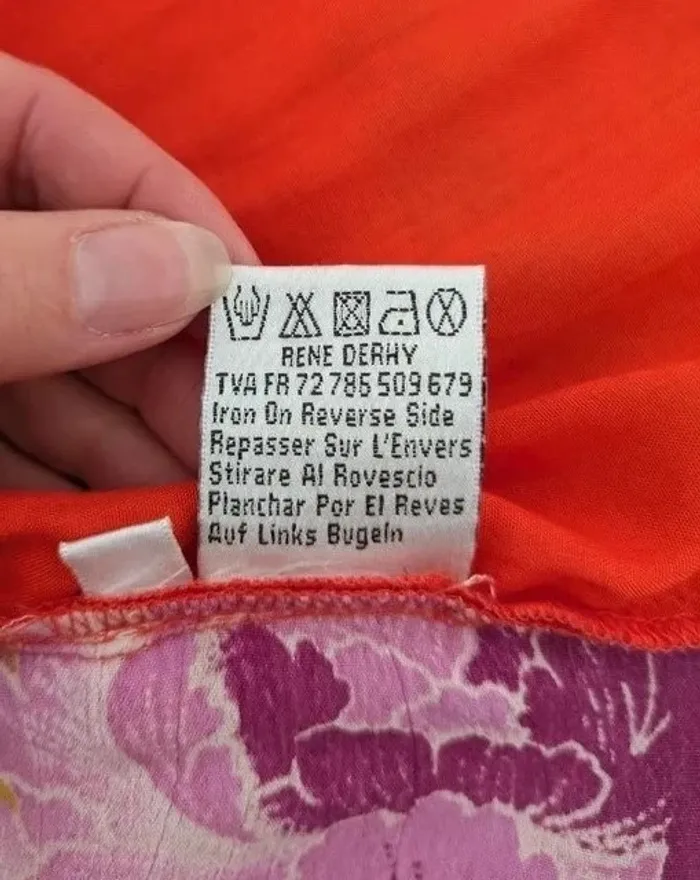 RENE DERHY
TVA FR 72 785 509 679
Iron On Reverse Side
Repasser Sur L'Envers
Stirare Al Rovescio
Planchar Por El Reves
Auf Links Bugeln